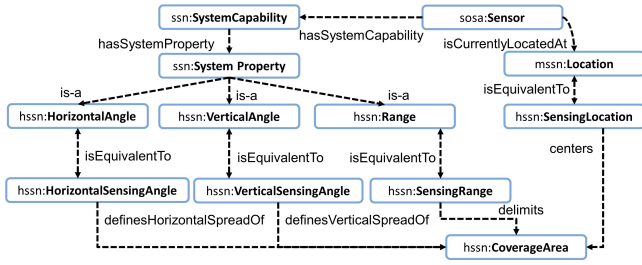 ssn:SystemCapability
sosa:Sensor
hasSystemProperty
hasSystemCapability
isCurrentlyLocatedAt
ssn:System Property
mssn:Location
is-a
is-a
is-a
isEquivalentTo
hssn:HorizontalAngle
hssn:VerticalAngle
hssn:Range
hssn:SensingLocation
isEquivalentTo
isEquivalentTo
isEquivalentTo
centers
hssn:HorizontalSensingAngle
hssn:VerticalSensingAngle
hssn:SensingRange
definesHorizontalSpreadOf
definesVerticalSpreadOf
delimits
hssn:CoverageArea